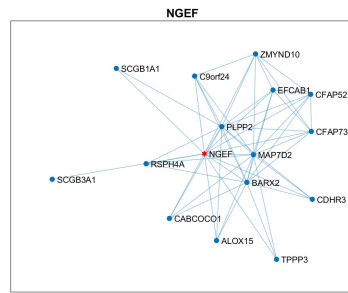 NGEF
ZMYND10
SCGB1A1
C9orf24
EFCAB1
CFAP52
PLPP2
CFAP73
NGEF
MAP7D2
RSPH4A
SCGB3A1
BARX2
CDHR3
CABCOCO1
ALOX15
TPPP3